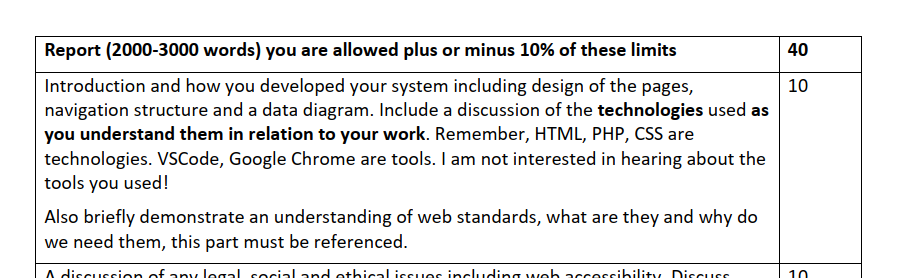 Report (2000-3000 words) you are allowed plus or minus 10% of these limits 40
Introduction and how you developed your system including design of the pages, 10
navigation structure and a data diagram. Include a discussion of the technologies used as
you understand them in relation to your work. Remember, HTML, PHP, CSS are
technologies. VSCode, Google Chrome are tools. I am not interested in hearing about the
tools you used!
Also briefly demonstrate an understanding of web standards, what are they and why do
we need them, this part must be referenced.
A discussion of any legal, social and ethical issues including web accessibility. Discuss 10